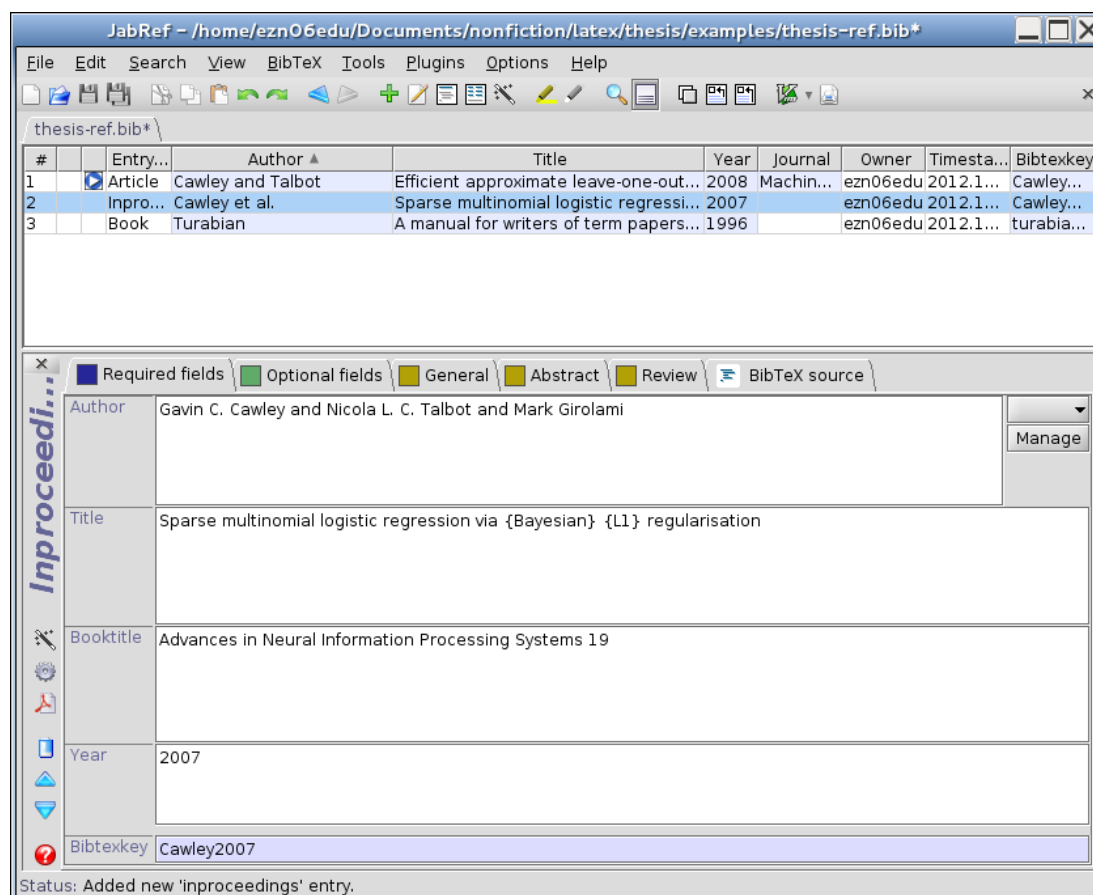 JabRef – /home/ezn06edu/Documents/nonfiction/latex/thesis/examples/thesis-ref.bib*
File Edit Search View BibTeX Tools Plugins Options Help
thesis-ref.bib*
# Entry... Author Title Year Journal Owner Timesta... Bibtexkey
1 Article Cawley and Talbot Efficient approximate leave-one-out... 2008 Machin... ezn06edu 2012.1... Cawley...
2 Inpro... Cawley et al. Sparse multinomial logistic regressi... 2007 ezn06edu 2012.1... Cawley...
3 Book Turabian A manual for writers of term papers... 1996 ezn06edu 2012.1... turabia...
Inproceedi...
Required fields Optional fields General Abstract Review BibTeX source
Author Gavin C. Cawley and Nicola L. C. Talbot and Mark Girolami
Manage
Title Sparse multinomial logistic regression via {Bayesian} {L1} regularisation
Booktitle Advances in Neural Information Processing Systems 19
Year 2007
Bibtexkey Cawley2007
Status: Added new 'inproceedings' entry.